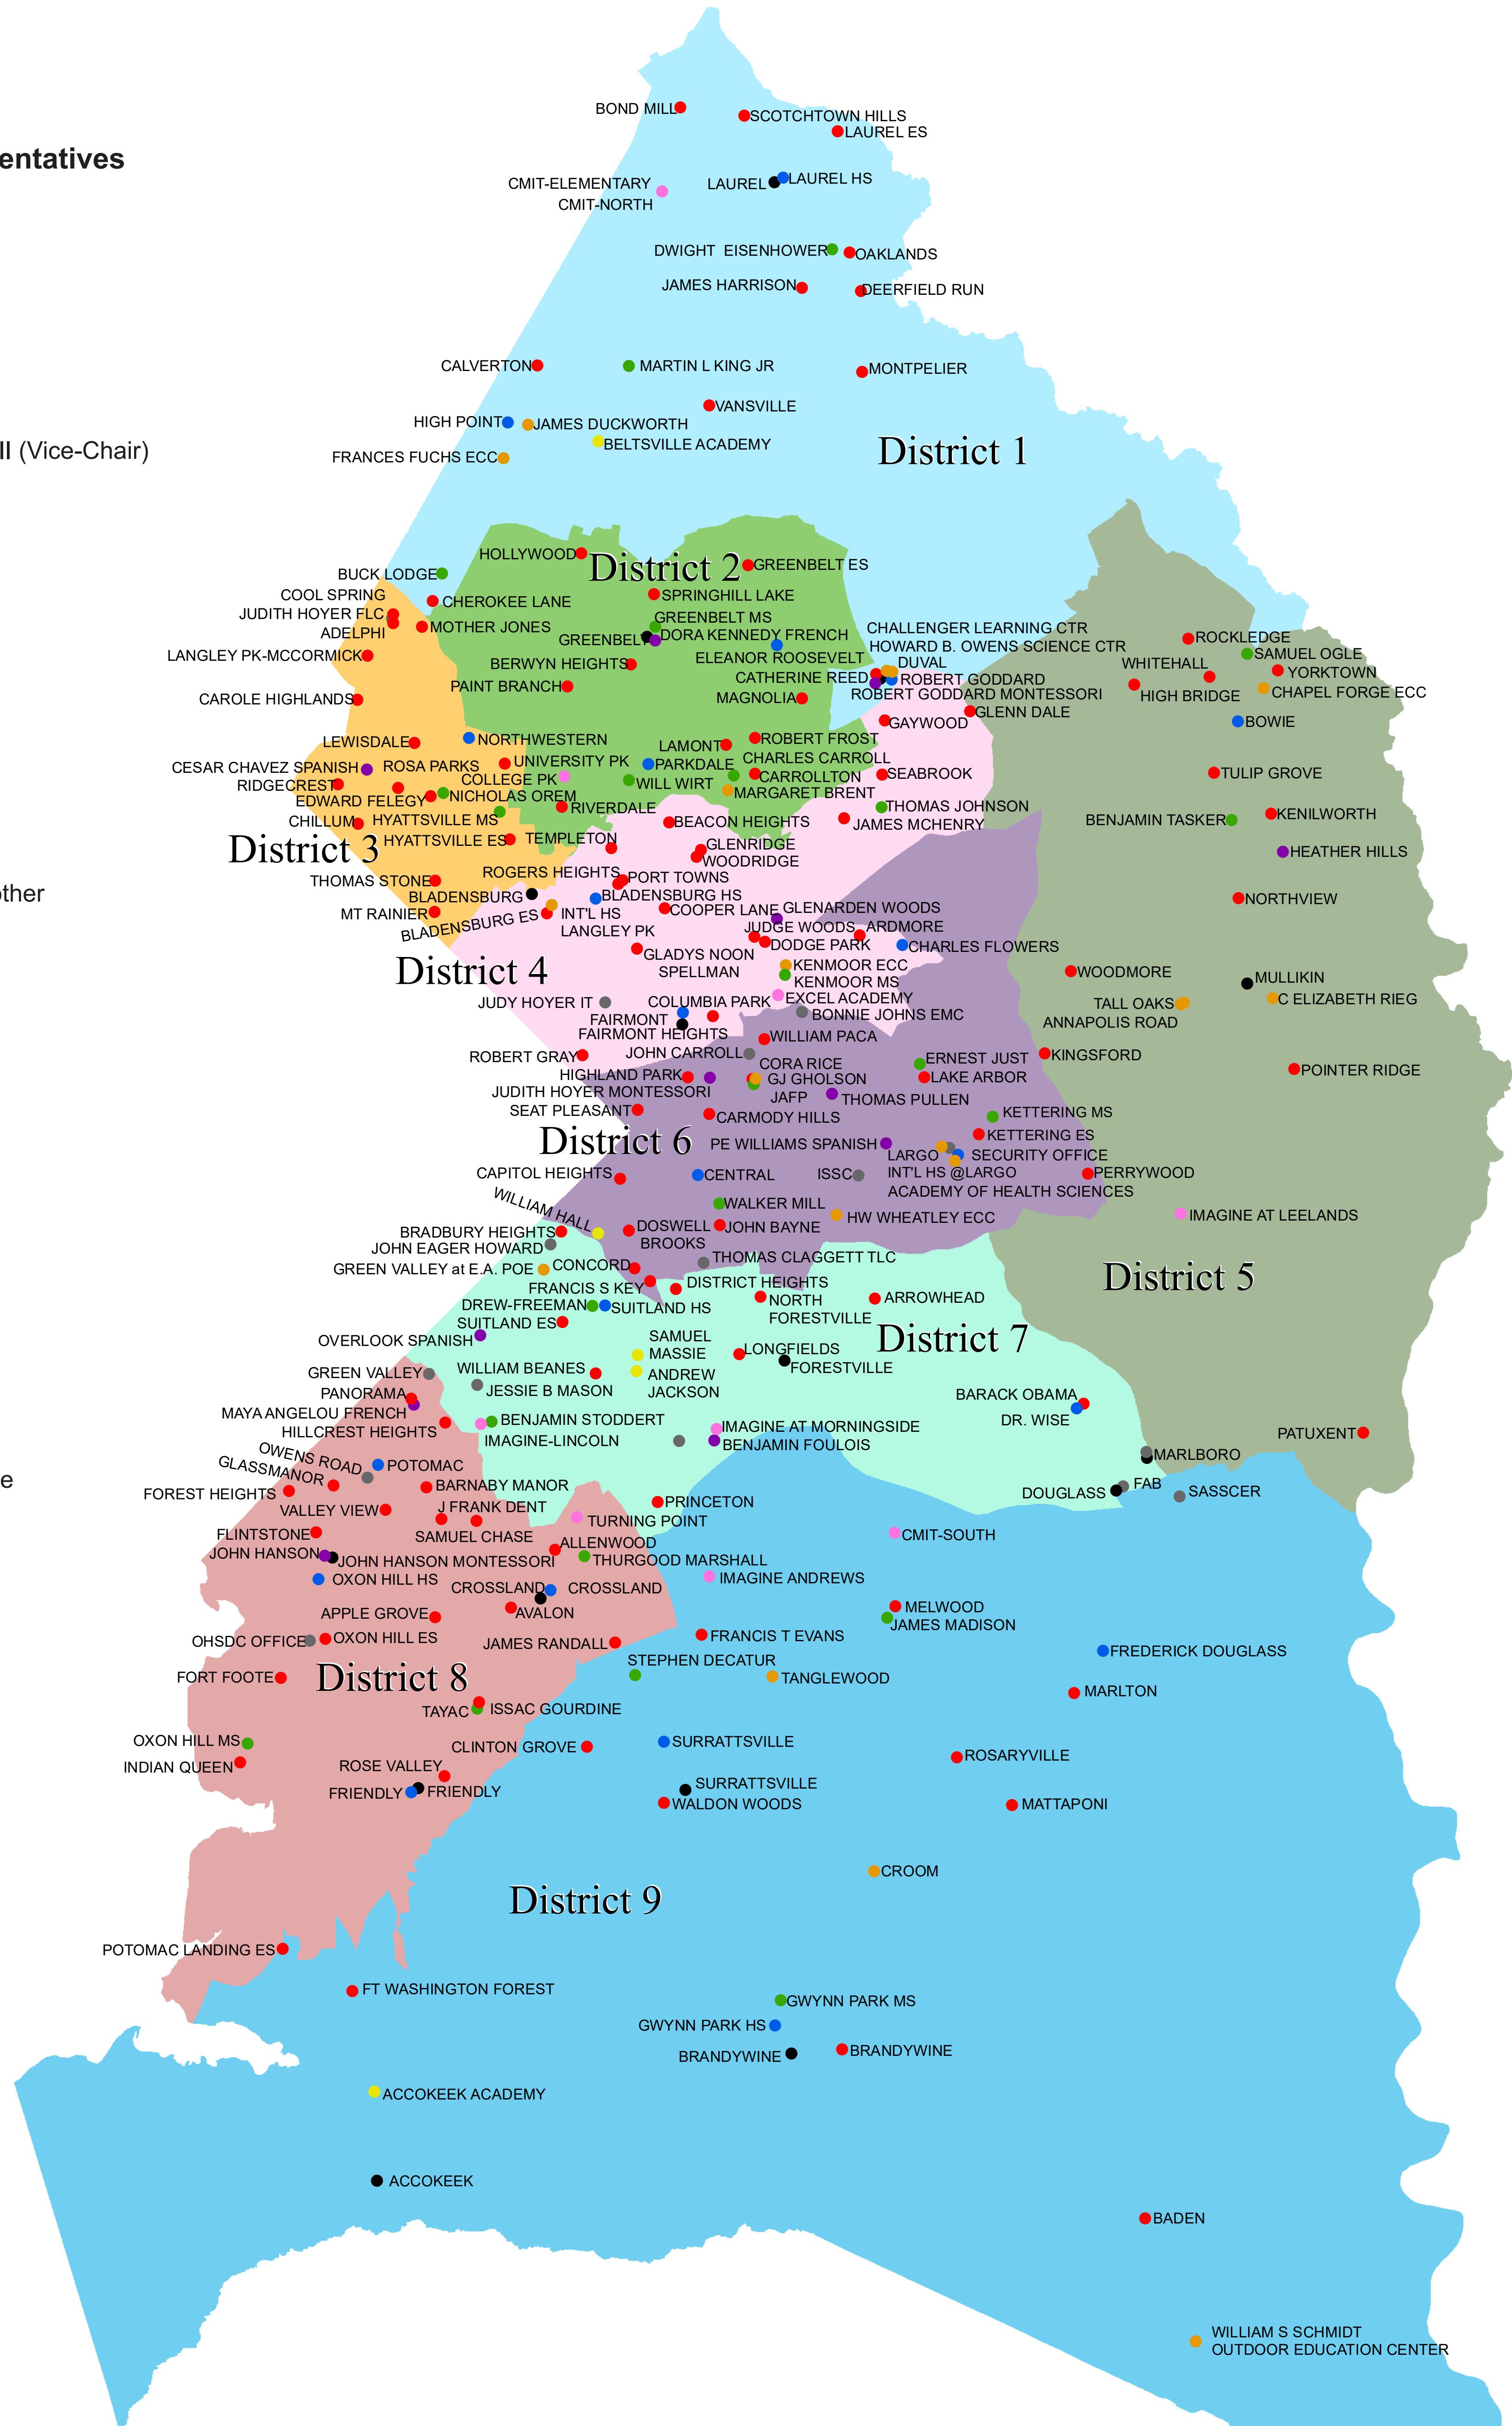 BOND MILL
SCOTCHTOWN HILLS
LAUREL ES
entatives
LAUREL HS
CMIT-ELEMENTARY
LAUREL
CMIT-NORTH
DWIGHT EISENHOWER
OAKLANDS
JAMES HARRISON
DEERFIELD RUN
CALVERTON
MARTIN L KING JR
MONTPELIER
VANSVILLE
HIGH POINT
JAMES DUCKWORTH
BELTSVILLE ACADEMY
II (Vice-Chair)
District 1
FRANCES FUCHS ECC
HOLLYWOOD
District 2
GREENBELT ES
BUCK LODGE
COOL SPRING
SPRINGHILL LAKE
CHEROKEE LANE
JUDITH HOYER FLC
GREENBELT MS
ADELPHI
MOTHER JONES
GREENBELT
DORA KENNEDY FRENCH
CHALLENGER LEARNING CTR
HOWARD B. OWENS SCIENCE CTR
ROCKLEDGE
LANGLEY PK-MCCORMICK
BERWYN HEIGHTS
ELEANOR ROOSEVELT
DUVAL
WHITEHALL
SAMUEL OGLE
YORKTOWN
CATHERINE REED
ROBERT GODDARD
PAINT BRANCH
ROBERT GODDARD MONTESSORI
HIGH BRIDGE
CHAPEL FORGE ECC
CAROLE HIGHLANDS
MAGNOLIA
GLENN DALE
GAYWOOD
BOWIE
LEWISDALE
NORTHWESTERN
LAMONT
ROBERT FROST
CESAR CHAVEZ SPANISH
ROSA PARKS
UNIVERSITY PK
PARKDALE
CHARLES CARROLL
RIDGECREST
COLLEGE PK
WILL WIRT
CARROLLTON
SEABROOK
TULIP GROVE
EDWARD FELEGY
NICHOLAS OREM
MARGARET BRENT
CHILLUM
HYATTSVILLE MS
RIVERDALE
THOMAS JOHNSON
BEACON HEIGHTS
JAMES MCHENRY
BENJAMIN TASKER
KENILWORTH
District 3
HYATTSVILLE ES
TEMPLETON
GLENRIDGE
WOODRIDGE
HEATHER HILLS
THOMAS STONE
ROGERS HEIGHTS
PORT TOWNS
BLADENSBURG
BLADENSBURG HS
NORTHVIEW
MT RAINIER
BLADENSBURG ES
INT'L HS
LANGLEY PK
COOPER LANE
GLENARDEN WOODS
JUDGE WOODS
ARDMORE
DODGE PARK
CHARLES FLOWERS
other
District 4
GLADYS NOON
SPELLMAN
KENMOOR ECC
KENMOOR MS
WOODMORE
MULLIKIN
JUDY HOYER IT
COLUMBIA PARK
EXCEL ACADEMY
TALL OAKS
C ELIZABETH RIEG
FAIRMONT
BONNIE JOHNS EMC
ANNAPOLIS ROAD
FAIRMONT HEIGHTS
WILLIAM PACA
ROBERT GRAY
JOHN CARROLL
CORA RICE
ERNEST JUST
KINGSFORD
HIGHLAND PARK
GJ GHOLSON
LAKE ARBOR
POINTER RIDGE
JUDITH HOYER MONTESSORI
JAFP
THOMAS PULLEN
SEAT PLEASANT
CARMODY HILLS
KETTERING MS
District 6
PE WILLIAMS SPANISH
KETTERING ES
LARGO
SECURITY OFFICE
CAPITOL HEIGHTS
CENTRAL
ISSC
INT'L HS @LARGO
PERRYWOOD
ACADEMY OF HEALTH SCIENCES
WILLIAM HALL
WALKER MILL
HW WHEATLEY ECC
IMAGINE AT LEELANDS
BRADBURY HEIGHTS
DOSWELL
BROOKS
JOHN BAYNE
JOHN EAGER HOWARD
THOMAS CLAGGETT TLC
GREEN VALLEY at E.A. POE
CONCORD
District 5
FRANCIS S KEY
DISTRICT HEIGHTS
DREW-FREEMAN
SUITLAND HS
NORTH
FORESTVILLE
ARROWHEAD
SUITLAND ES
OVERLOOK SPANISH
SAMUEL
MASSIE
LONGFIELDS
District 7
GREEN VALLEY
WILLIAM BEANES
FORESTVILLE
PANORAMA
JESSIE B MASON
ANDREW
JACKSON
BARACK OBAMA
MAYA ANGELOU FRENCH
BENJAMIN STODDERT
DR. WISE
HILLCREST HEIGHTS
IMAGINE-LINCOLN
IMAGINE AT MORNINGSIDE
BENJAMIN FOULOIS
PATUXENT
OWENS ROAD
MARLBORO
GLASSMANOR
POTOMAC
e
FOREST HEIGHTS
BARNABY MANOR
DOUGLASS
FAB
SASSCER
VALLEY VIEW
J FRANK DENT
PRINCETON
FLINTSTONE
SAMUEL CHASE
TURNING POINT
CMIT-SOUTH
JOHN HANSON
JOHN HANSON MONTESSORI
ALLENWOOD
THURGOOD MARSHALL
OXON HILL HS
CROSSLAND
CROSSLAND
IMAGINE ANDREWS
APPLE GROVE
AVALON
MELWOOD
JAMES MADISON
OHSDC OFFICE
OXON HILL ES
JAMES RANDALL
FRANCIS T EVANS
FREDERICK DOUGLASS
FORT FOOTE
District 8
STEPHEN DECATUR
TANGLEWOOD
MARLTON
TAYAC
ISSAC GOURDINE
OXON HILL MS
CLINTON GROVE
SURRATTSVILLE
INDIAN QUEEN
ROSE VALLEY
ROSARYVILLE
FRIENDLY
FRIENDLY
SURRATTSVILLE
WALDON WOODS
MATTAPONI
CROOM
District 9
POTOMAC LANDING ES
FT WASHINGTON FOREST
GWYNN PARK MS
GWYNN PARK HS
BRANDYWINE
BRANDYWINE
ACCOKEEK ACADEMY
ACCOKEEK
BADEN
WILLIAM S SCHMIDT
OUTDOOR EDUCATION CENTER